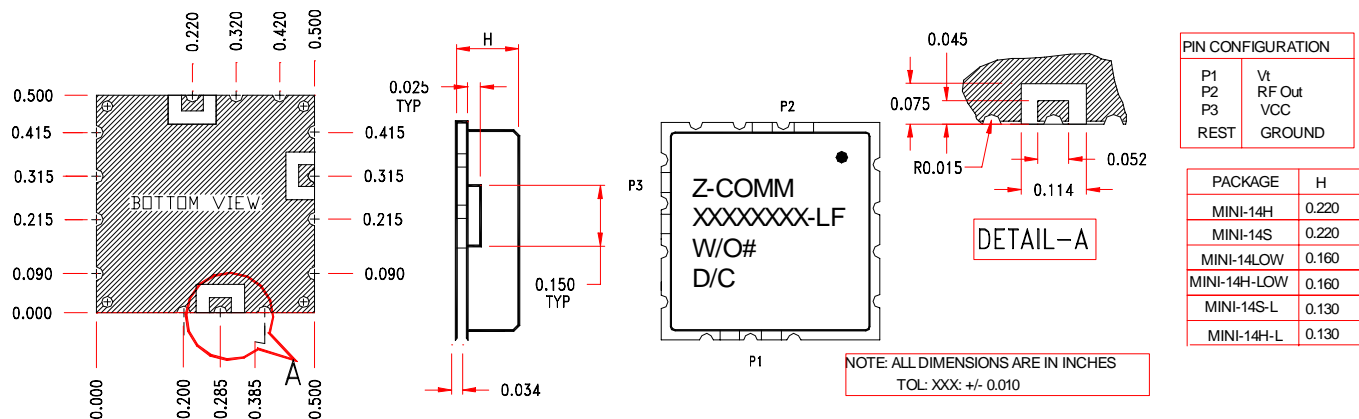 0.220
0.320
0.420
0.500
0.500
0.415
0.315
0.215
0.090
0.000
0.415
0.315
0.215
0.090
BOTTOM VIEW
0.000
0.200
0.285
0.385
0.500
A
H
0.025
TYP
0.150
TYP
0.034
P2
P3
Z-COMM
XXXXXXXXX-LF
W/O#
D/C
P1
0.045
0.075
R0.015
0.052
0.114
DETAIL-A
NOTE: ALL DIMENSIONS ARE IN INCHES
TOL: XXX: +/- 0.010
PIN CONFIGURATION
P1 Vt
P2 RF Out
P3 VCC
REST GROUND
PACKAGE H
MINI-14H 0.220
MINI-14S 0.220
MINI-14LOW 0.160
MINI-14H-LOW 0.160
MINI-14S-L 0.130
MINI-14H-L 0.130